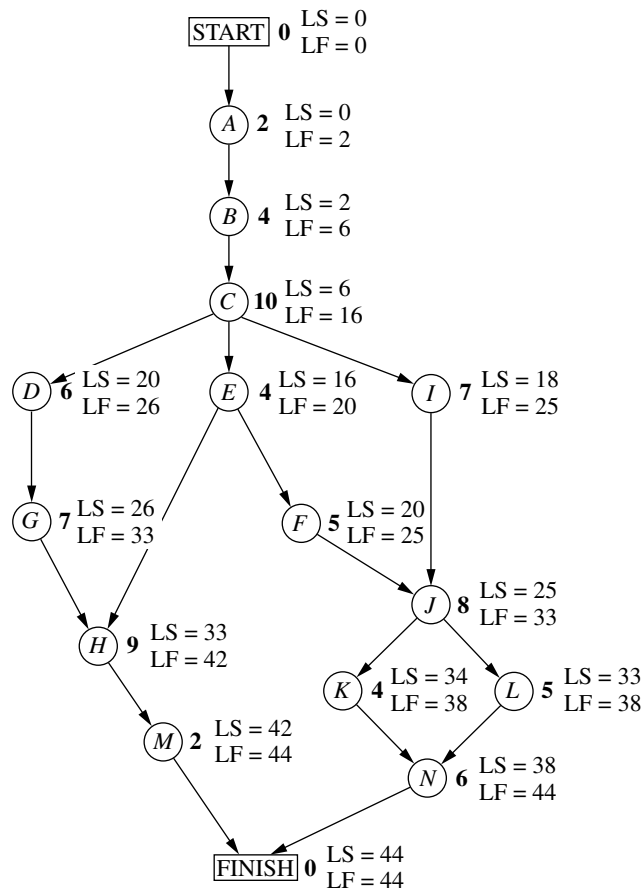 START 0 LS = 0
LF = 0
A 2 LS = 0
LF = 2
B 4 LS = 2
LF = 6
C 10 LS = 6
LF = 16
D 6 LS = 20
LF = 26
E 4 LS = 16
LF = 20
I 7 LS = 18
LF = 25
G 7 LS = 26
LF = 33
F 5 LS = 20
LF = 25
J 8 LS = 25
LF = 33
H 9 LS = 33
LF = 42
K 4 LS = 34
LF = 38
L 5 LS = 33
LF = 38
M 2 LS = 42
LF = 44
N 6 LS = 38
LF = 44
FINISH 0 LS = 44
LF = 44